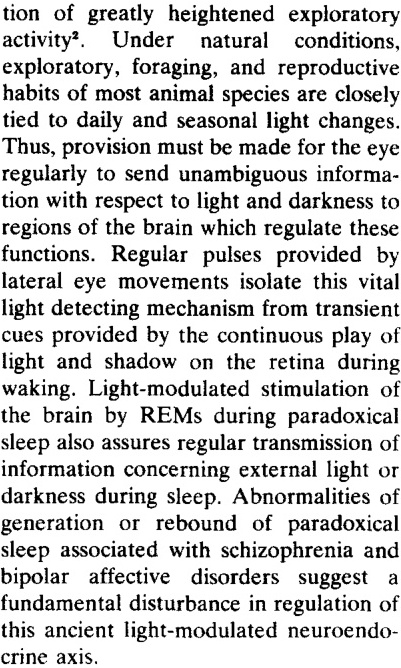 tion of greatly heightened exploratory
activity². Under natural conditions,
exploratory, foraging, and reproductive
habits of most animal species are closely
tied to daily and seasonal light changes.
Thus, provision must be made for the eye
regularly to send unambiguous informa-
tion with respect to light and darkness to
regions of the brain which regulate these
functions. Regular pulses provided by
lateral eye movements isolate this vital
light detecting mechanism from transient
cues provided by the continuous play of
light and shadow on the retina during
waking. Light-modulated stimulation of
the brain by REMs during paradoxical
sleep also assures regular transmission of
information concerning external light or
darkness during sleep. Abnormalities of
generation or rebound of paradoxical
sleep associated with schizophrenia and
bipolar affective disorders suggest a
fundamental disturbance in regulation of
this ancient light-modulated neuroendo-
crine axis.